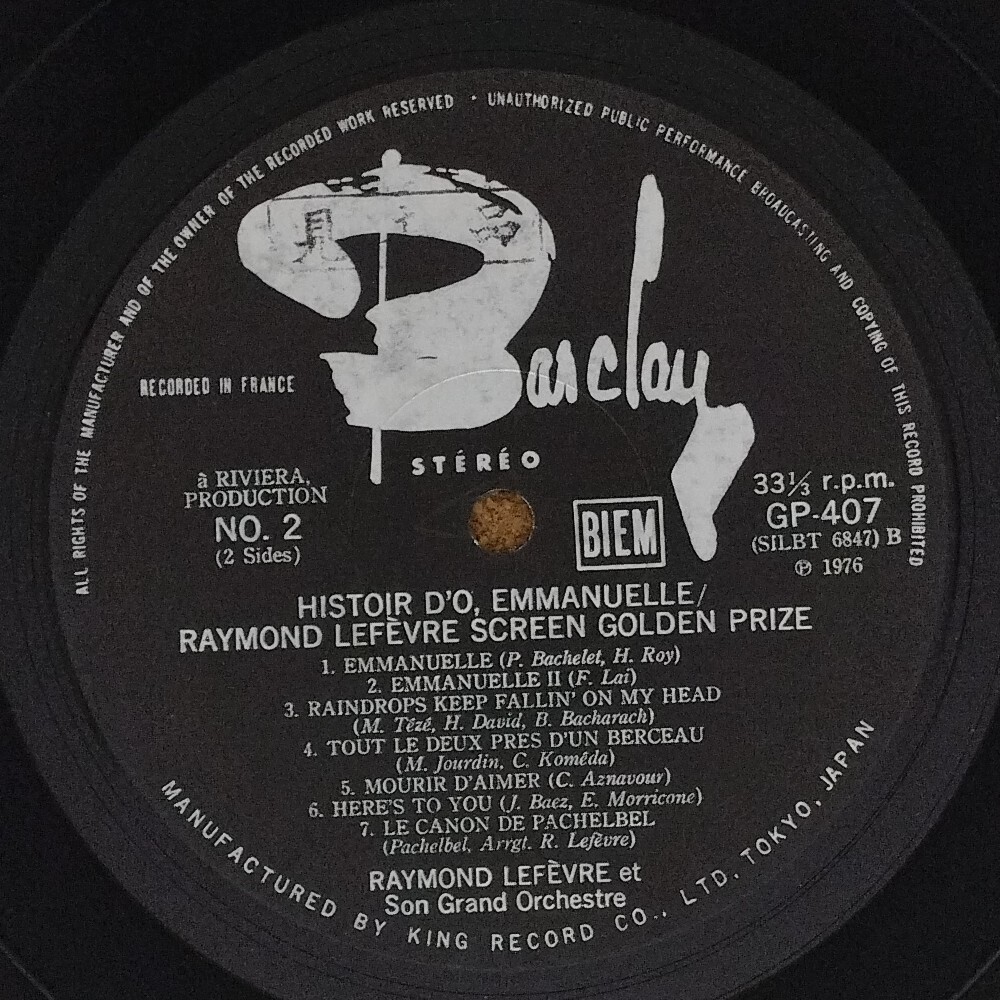 ALL RIGHTS OF THE MANUFACTURER AND OF THE OWNER OF THE RECORDED WORK RESERVED • UNAUTHORIZED PUBLIC PERFORMANCE BROADCASTING AND COPYING OF THIS RECORD PROHIBITED
見 品
Barclay
RECORDED IN FRANCE
STÉRÉO
à RIVIERA,
PRODUCTION
NO. 2
(2 Sides)
BIEM
33⅓ r.p.m.
GP-407
(SILBT 6847) B
℗ 1976
HISTOIR D'O, EMMANUELLE/
RAYMOND LEFÈVRE SCREEN GOLDEN PRIZE
1. EMMANUELLE (P. Bachelet, H. Roy)
2. EMMANUELLE II (F. Lai)
3. RAINDROPS KEEP FALLIN' ON MY HEAD
(M. Tézé, H. David, B. Bacharach)
4. TOUT LE DEUX PRES D'UN BERCEAU
(M. Jourdin, C. Koméda)
5. MOURIR D'AIMER (C. Aznavour)
6. HERE'S TO YOU (J. Baez, E. Morricone)
7. LE CANON DE PACHELBEL
(Pachelbel, Arrgt. R. Lefèvre)
RAYMOND LEFÈVRE et
Son Grand Orchestre
MANUFACTURED BY KING RECORD CO., LTD, TOKYO, JAPAN